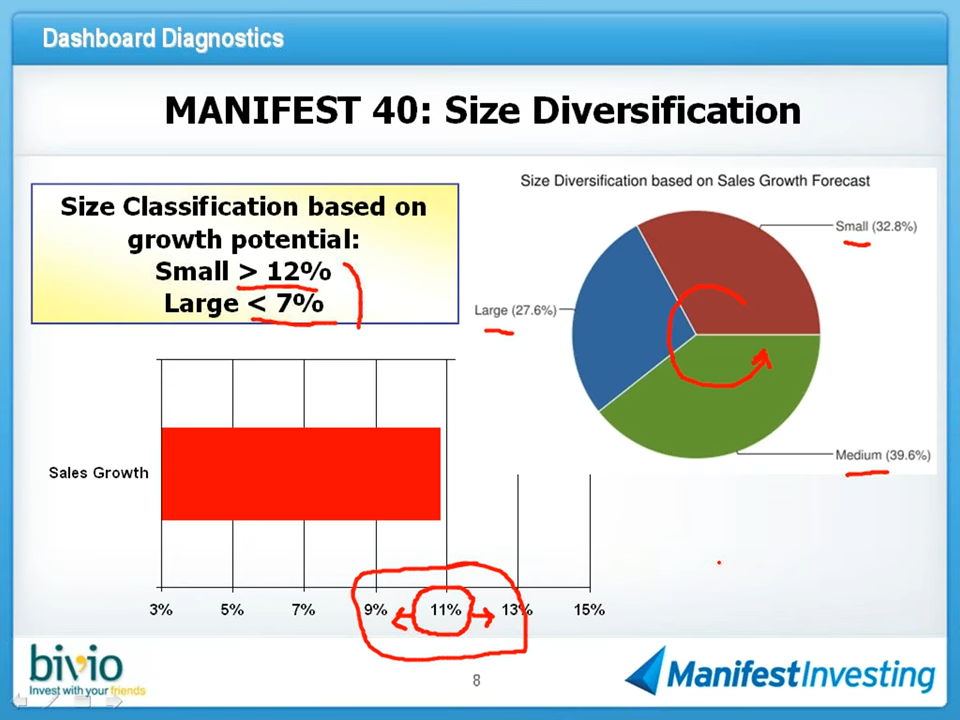 Dashboard Diagnostics
MANIFEST 40: Size Diversification
Size Classification based on
growth potential:
Small > 12%
Large < 7%
Size Diversification based on Sales Growth Forecast
Small (32.8%)
Large (27.6%)
Medium (39.6%)
Sales Growth
3% 5% 7% 9% 11% 13% 15%
bivio
Invest with your friends
8
ManifestInvesting